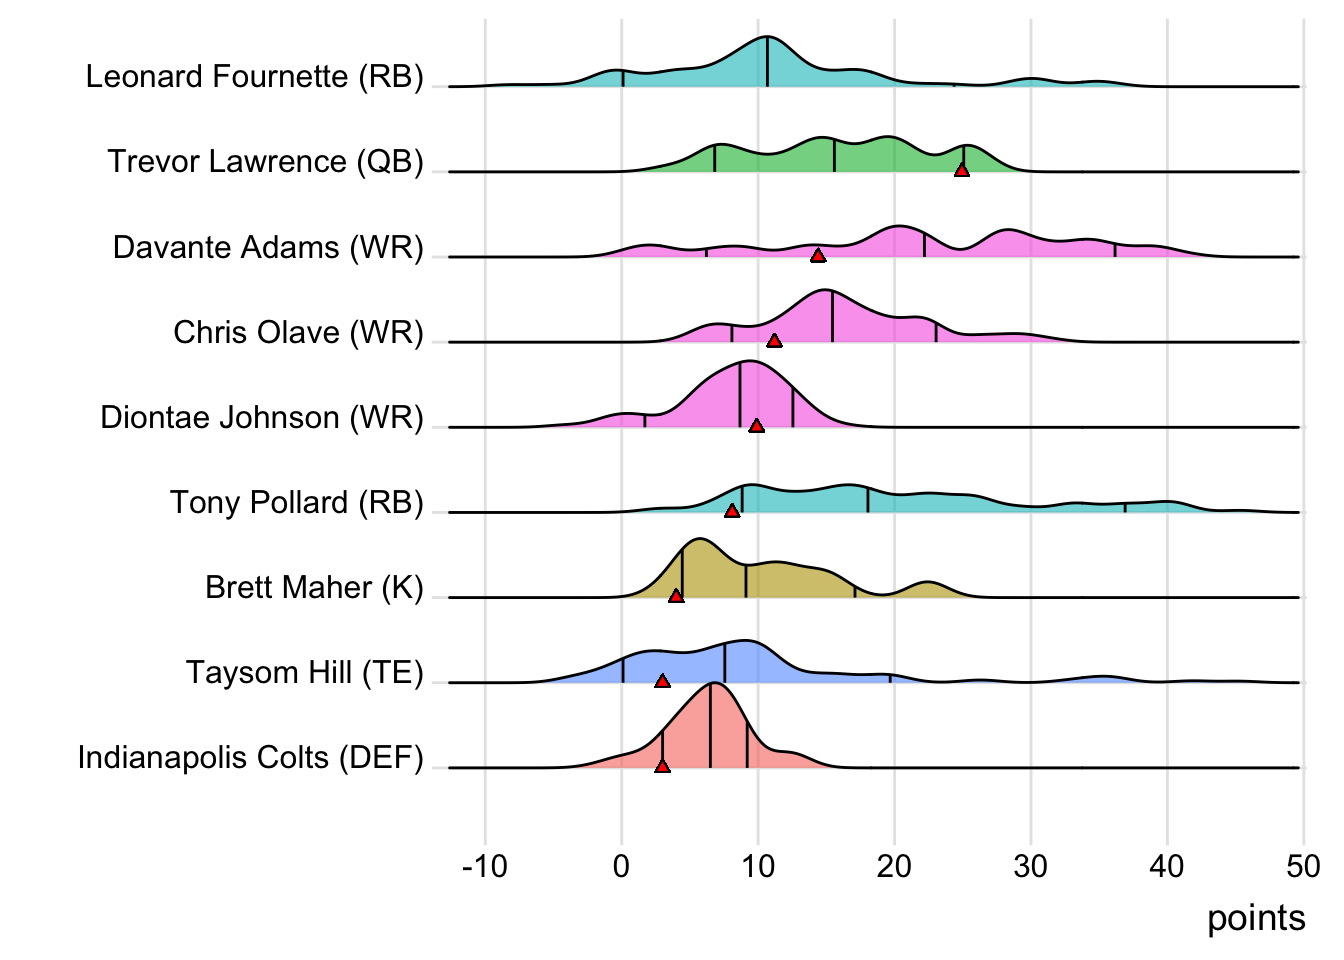 Leonard Fournette (RB)
Trevor Lawrence (QB)
Davante Adams (WR)
Chris Olave (WR)
Diontae Johnson (WR)
Tony Pollard (RB)
Brett Maher (K)
Taysom Hill (TE)
Indianapolis Colts (DEF)
-10 0 10 20 30 40 50
points